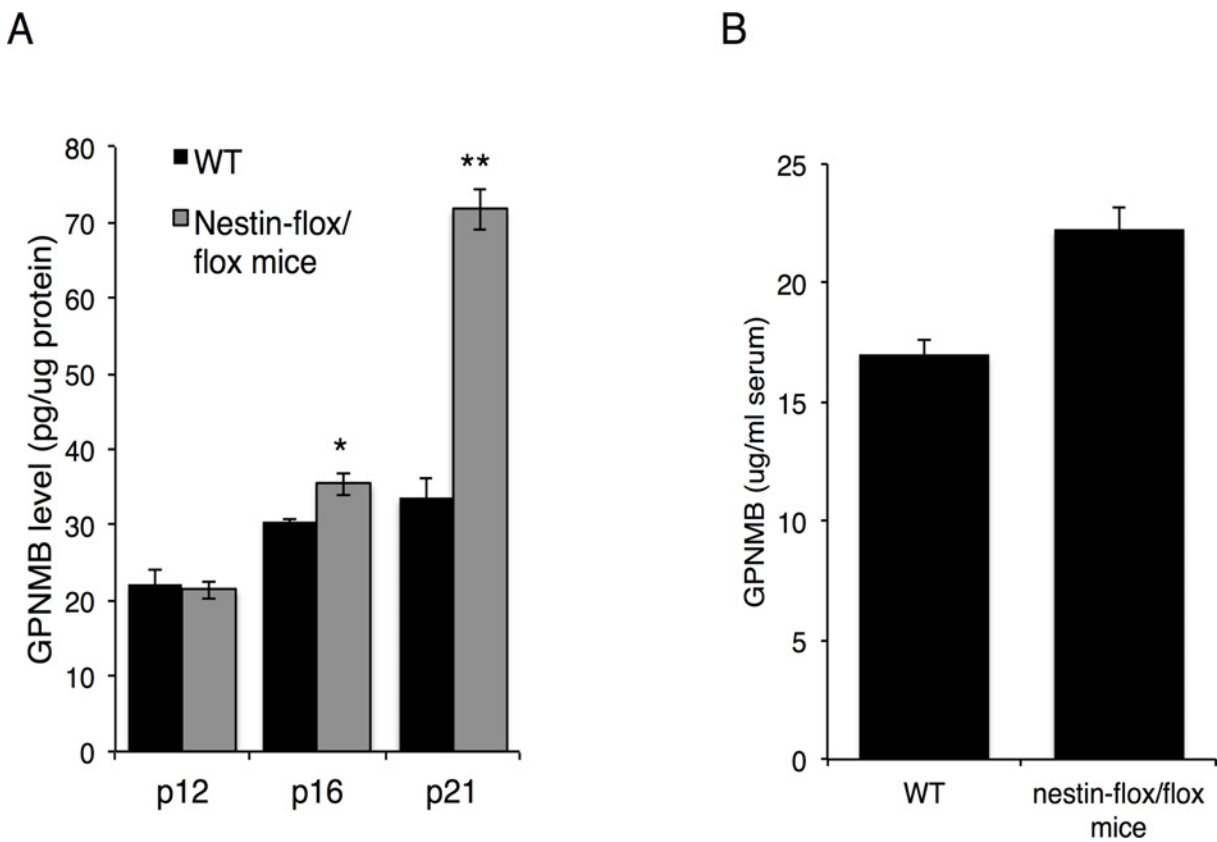 A
GPNMB level (pg/ug protein)
80
70
60
50
40
30
20
10
0
WT
Nestin-flox/
flox mice
*
**
p12
p16
p21
B
GPNMB (ug/ml serum)
25
20
15
10
5
0
WT
nestin-flox/flox
mice